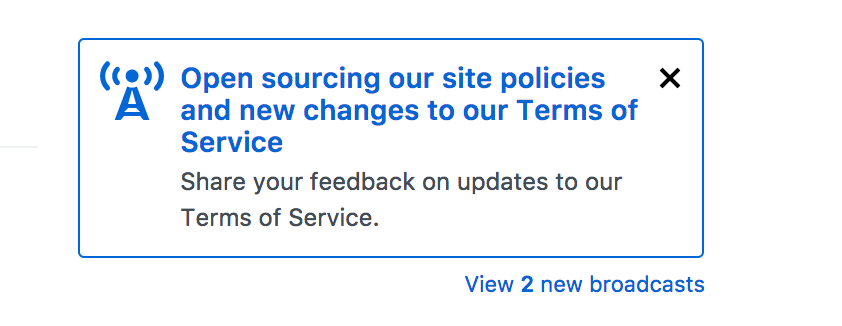 Open sourcing our site policies
and new changes to our Terms of
Service
Share your feedback on updates to our
Terms of Service.
View 2 new broadcasts